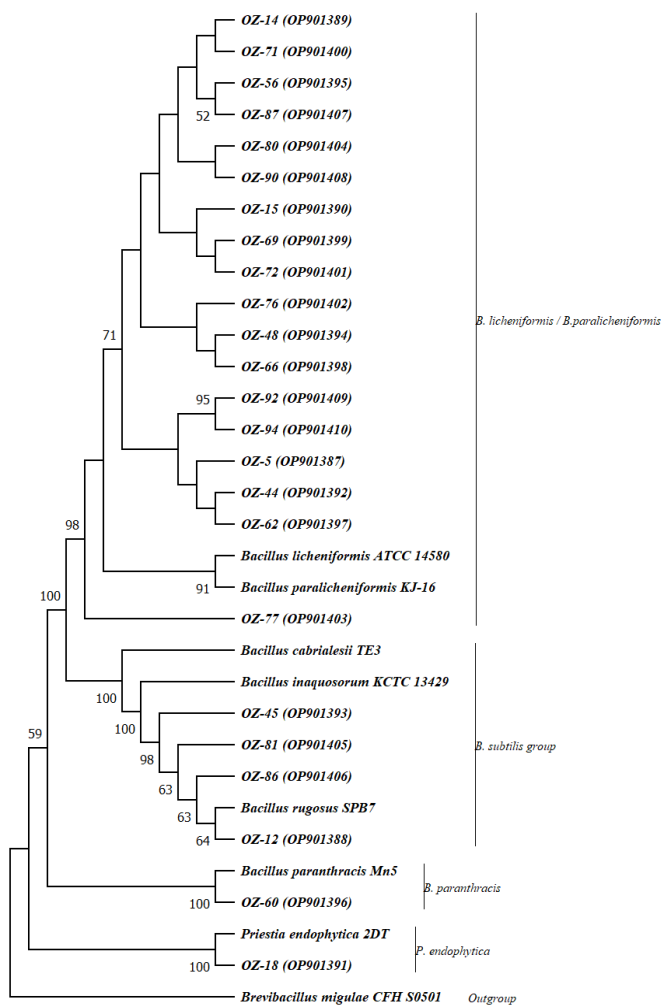 OZ-14 (OP901389)
OZ-71 (OP901400)
OZ-56 (OP901395)
OZ-87 (OP901407)
52
OZ-80 (OP901404)
OZ-90 (OP901408)
OZ-15 (OP901390)
OZ-69 (OP901399)
OZ-72 (OP901401)
OZ-76 (OP901402)
B. licheniformis / B.paralicheniformis
OZ-48 (OP901394)
71
OZ-66 (OP901398)
OZ-92 (OP901409)
95
OZ-94 (OP901410)
OZ-5 (OP901387)
OZ-44 (OP901392)
OZ-62 (OP901397)
98
Bacillus licheniformis ATCC 14580
Bacillus paralicheniformis KJ-16
91
100
OZ-77 (OP901403)
Bacillus cabrialesii TE3
Bacillus inaquosorum KCTC 13429
100
OZ-45 (OP901393)
100
59
OZ-81 (OP901405)
B. subtilis group
98
OZ-86 (OP901406)
63
Bacillus rugosus SPB7
63
OZ-12 (OP901388)
64
Bacillus paranthracis Mn5
B. paranthracis
OZ-60 (OP901396)
100
Priestia endophytica 2DT
P. endophytica
OZ-18 (OP901391)
100
Brevibacillus migulae CFH S0501 Outgroup